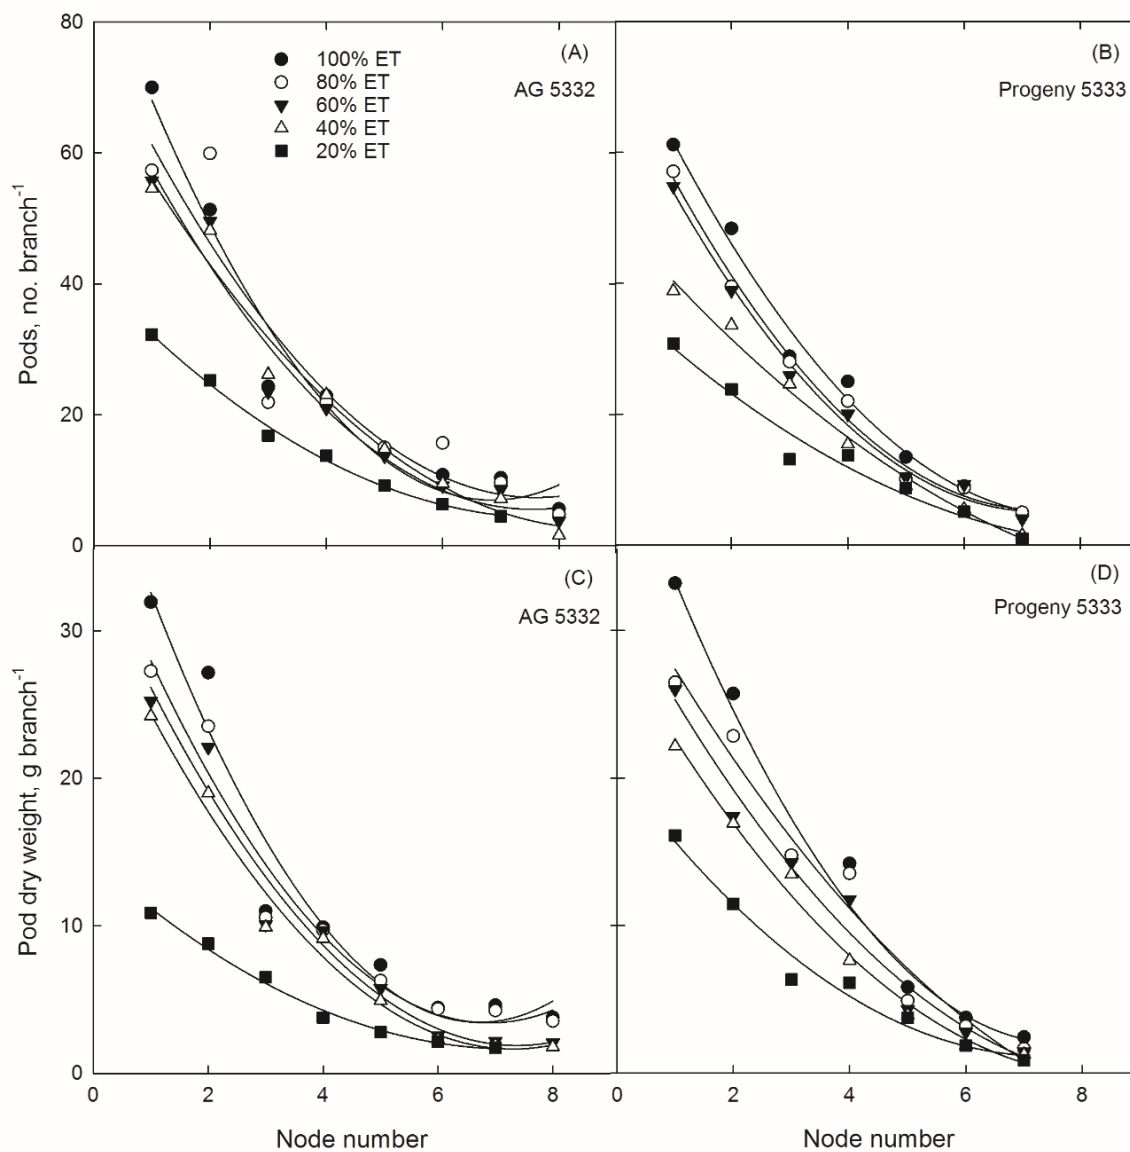 80
60
40
20
0
Pods, no. branch⁻¹
100% ET
80% ET
60% ET
40% ET
20% ET
(A)
AG 5332
(B)
Progeny 5333
30
20
10
0
Pod dry weight, g branch⁻¹
(C)
AG 5332
(D)
Progeny 5333
0 2 4 6 8
0 2 4 6 8
Node number
Node number